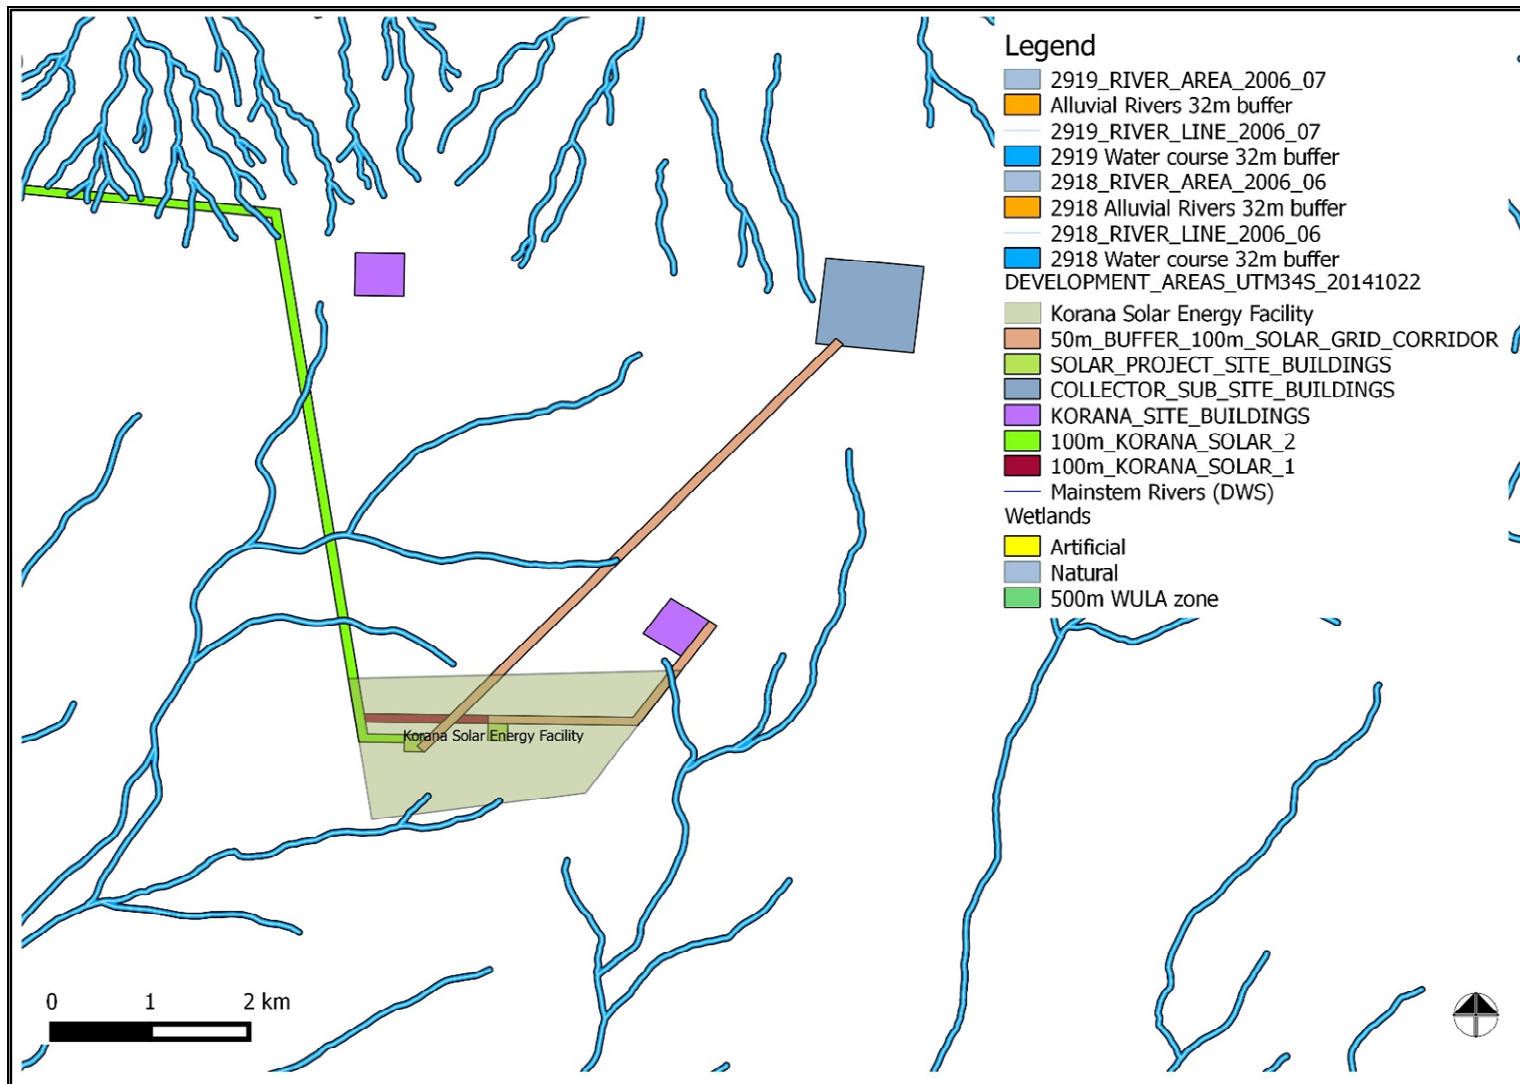 Legend
2919_RIVER_AREA_2006_07
Alluvial Rivers 32m buffer
2919_RIVER_LINE_2006_07
2919 Water course 32m buffer
2918_RIVER_AREA_2006_06
2918 Alluvial Rivers 32m buffer
2918_RIVER_LINE_2006_06
2918 Water course 32m buffer
DEVELOPMENT_AREAS_UTM34S_20141022
Korana Solar Energy Facility
50m_BUFFER_100m_SOLAR_GRID_CORRIDOR
SOLAR_PROJECT_SITE_BUILDINGS
COLLECTOR_SUB_SITE_BUILDINGS
KORANA_SITE_BUILDINGS
100m_KORANA_SOLAR_2
100m_KORANA_SOLAR_1
Mainstem Rivers (DWS)
Wetlands
Artificial
Natural
500m WULA zone
Korana Solar Energy Facility
0 1 2 km